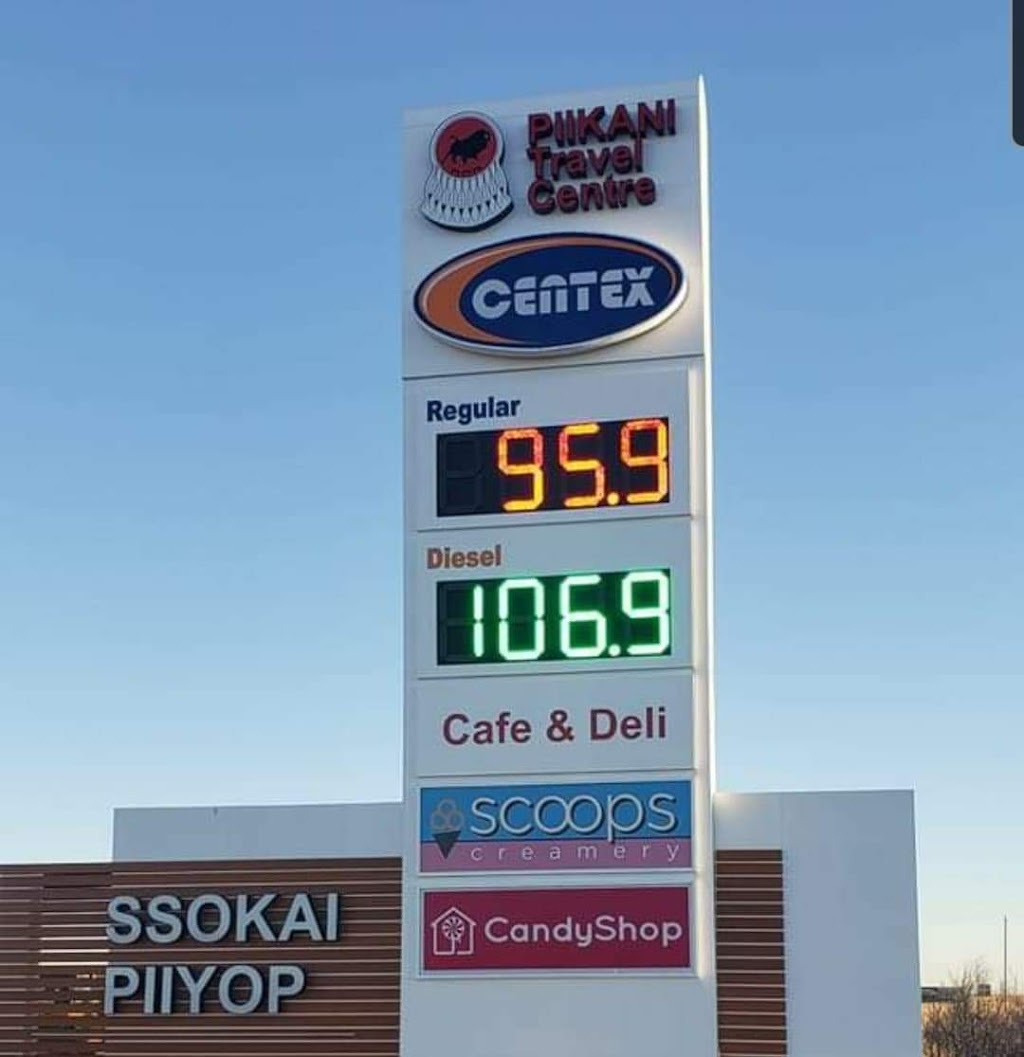 PIIKANI
Travel
Centre
CENTEX
Regular
95.9
Diesel
106.9
Cafe & Deli
scoops
creamery
CandyShop
SSOKAI
PIIYOP